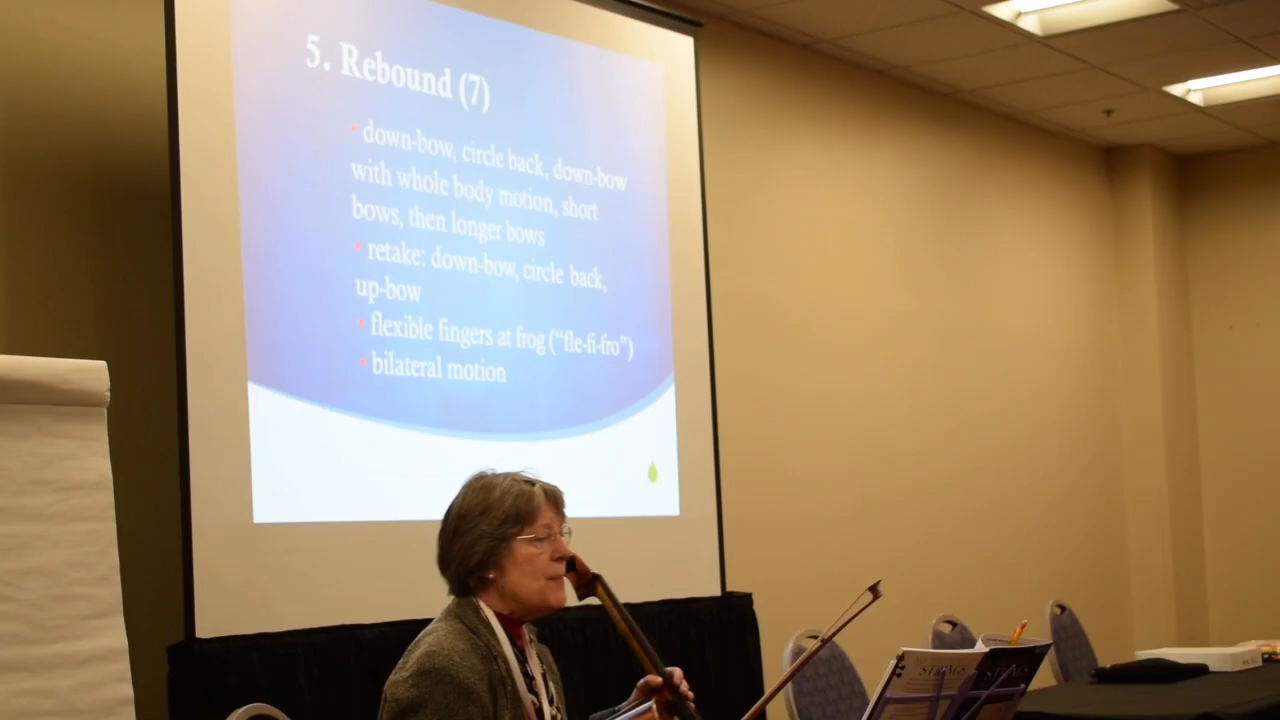 5. Rebound (7)
• down-bow, circle back, down-bow
with whole body motion, short
bows, then longer bows
• retake: down-bow, circle back,
up-bow
• flexible fingers at frog ("fle-fi-fro")
• bilateral motion
STRINGS